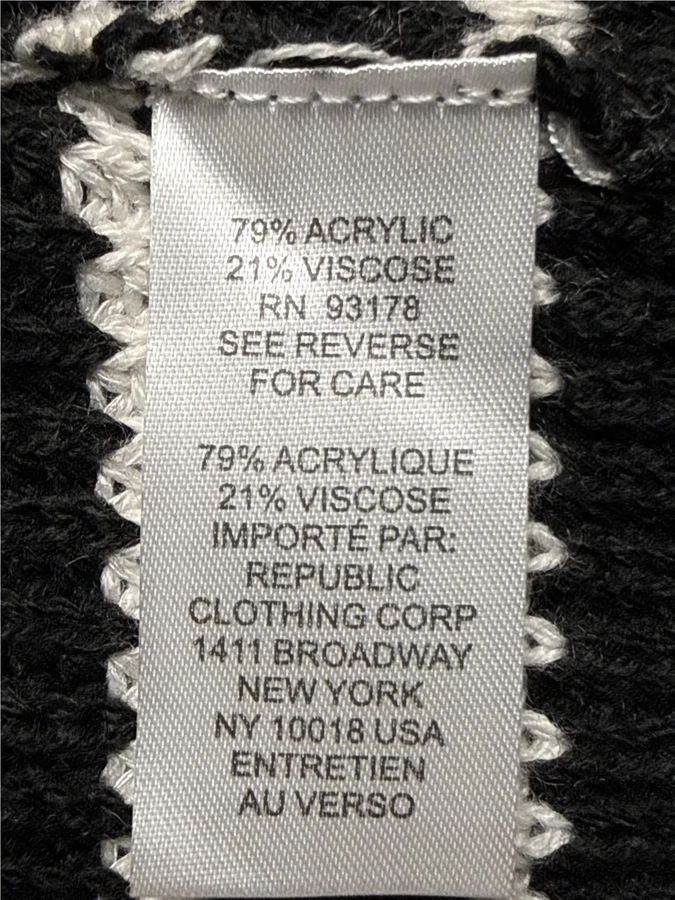 79% ACRYLIC
21% VISCOSE
RN 93178
SEE REVERSE
FOR CARE
79% ACRYLIQUE
21% VISCOSE
IMPORTÉ PAR:
REPUBLIC
CLOTHING CORP
1411 BROADWAY
NEW YORK
NY 10018 USA
ENTRETIEN
AU VERSO